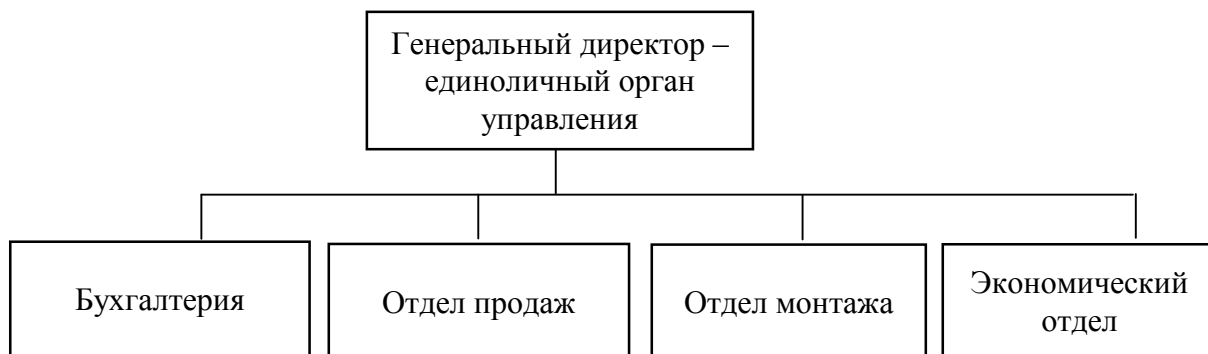 Генеральный директор –
единоличный орган
управления
Бухгалтерия
Отдел продаж
Отдел монтажа
Экономический
отдел